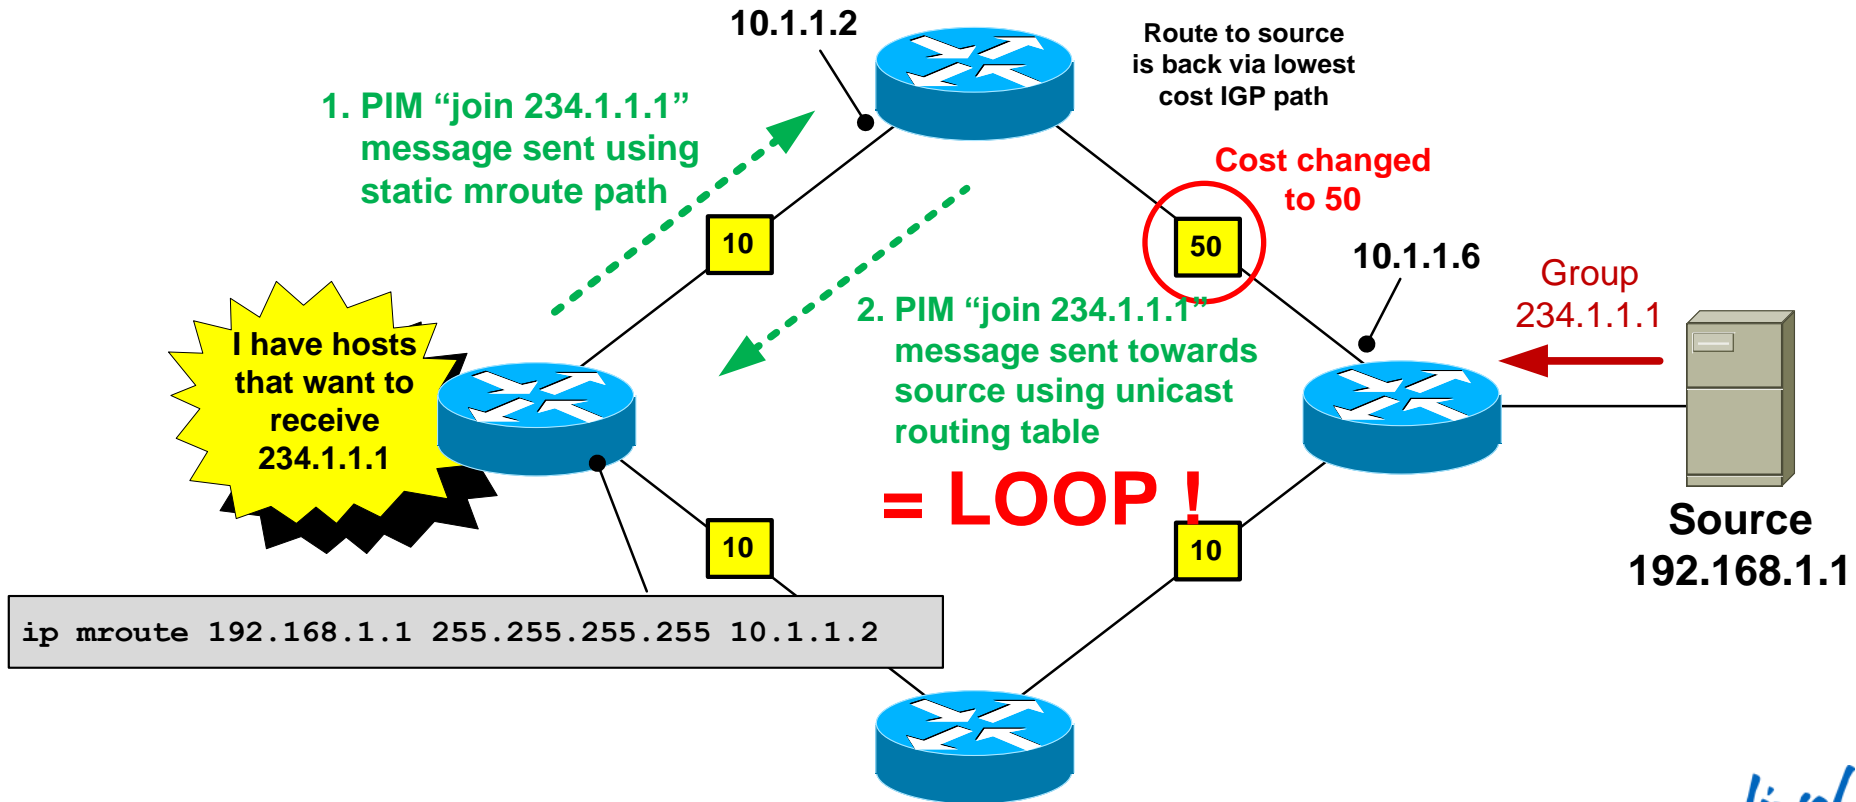 10.1.1.2
Route to source
is back via lowest
cost IGP path
1. PIM “join 234.1.1.1”
message sent using
static mroute path
Cost changed
to 50
10
50
10.1.1.6
Group
234.1.1.1
2. PIM “join 234.1.1.1”
message sent towards
source using unicast
routing table
I have hosts
that want to
receive
234.1.1.1
= LOOP !
10
10
Source
192.168.1.1
ip mroute 192.168.1.1 255.255.255.255 10.1.1.2